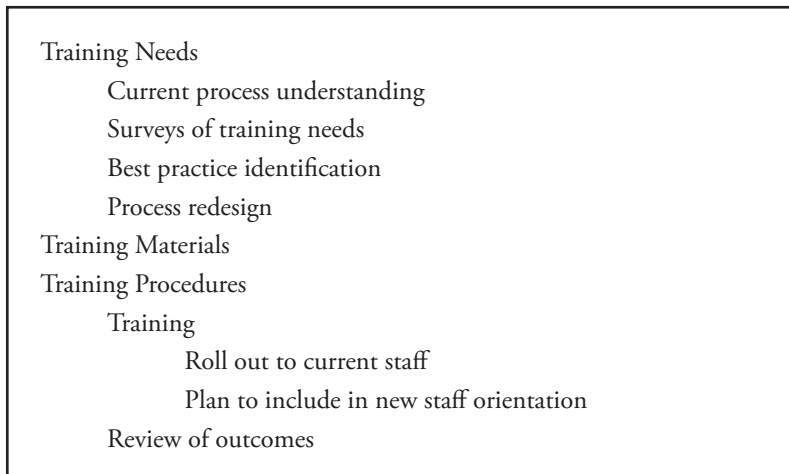 Training Needs
Current process understanding
Surveys of training needs
Best practice identification
Process redesign
Training Materials
Training Procedures
Training
Roll out to current staff
Plan to include in new staff orientation
Review of outcomes